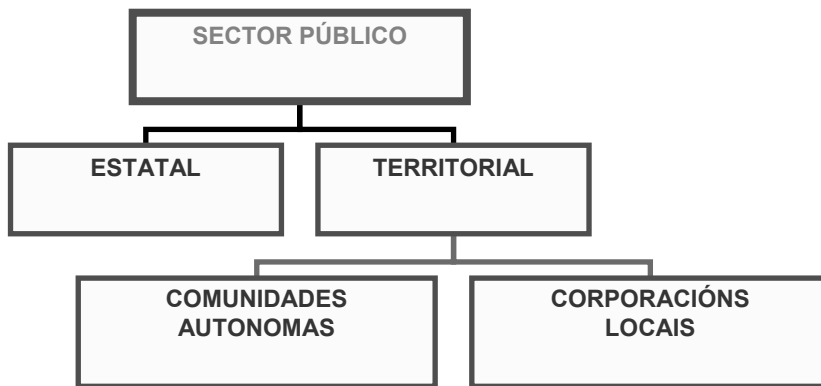 SECTOR PÚBLICO
ESTATAL
TERRITORIAL
COMUNIDADES
AUTONOMAS
CORPORACIÓNS
LOCAIS